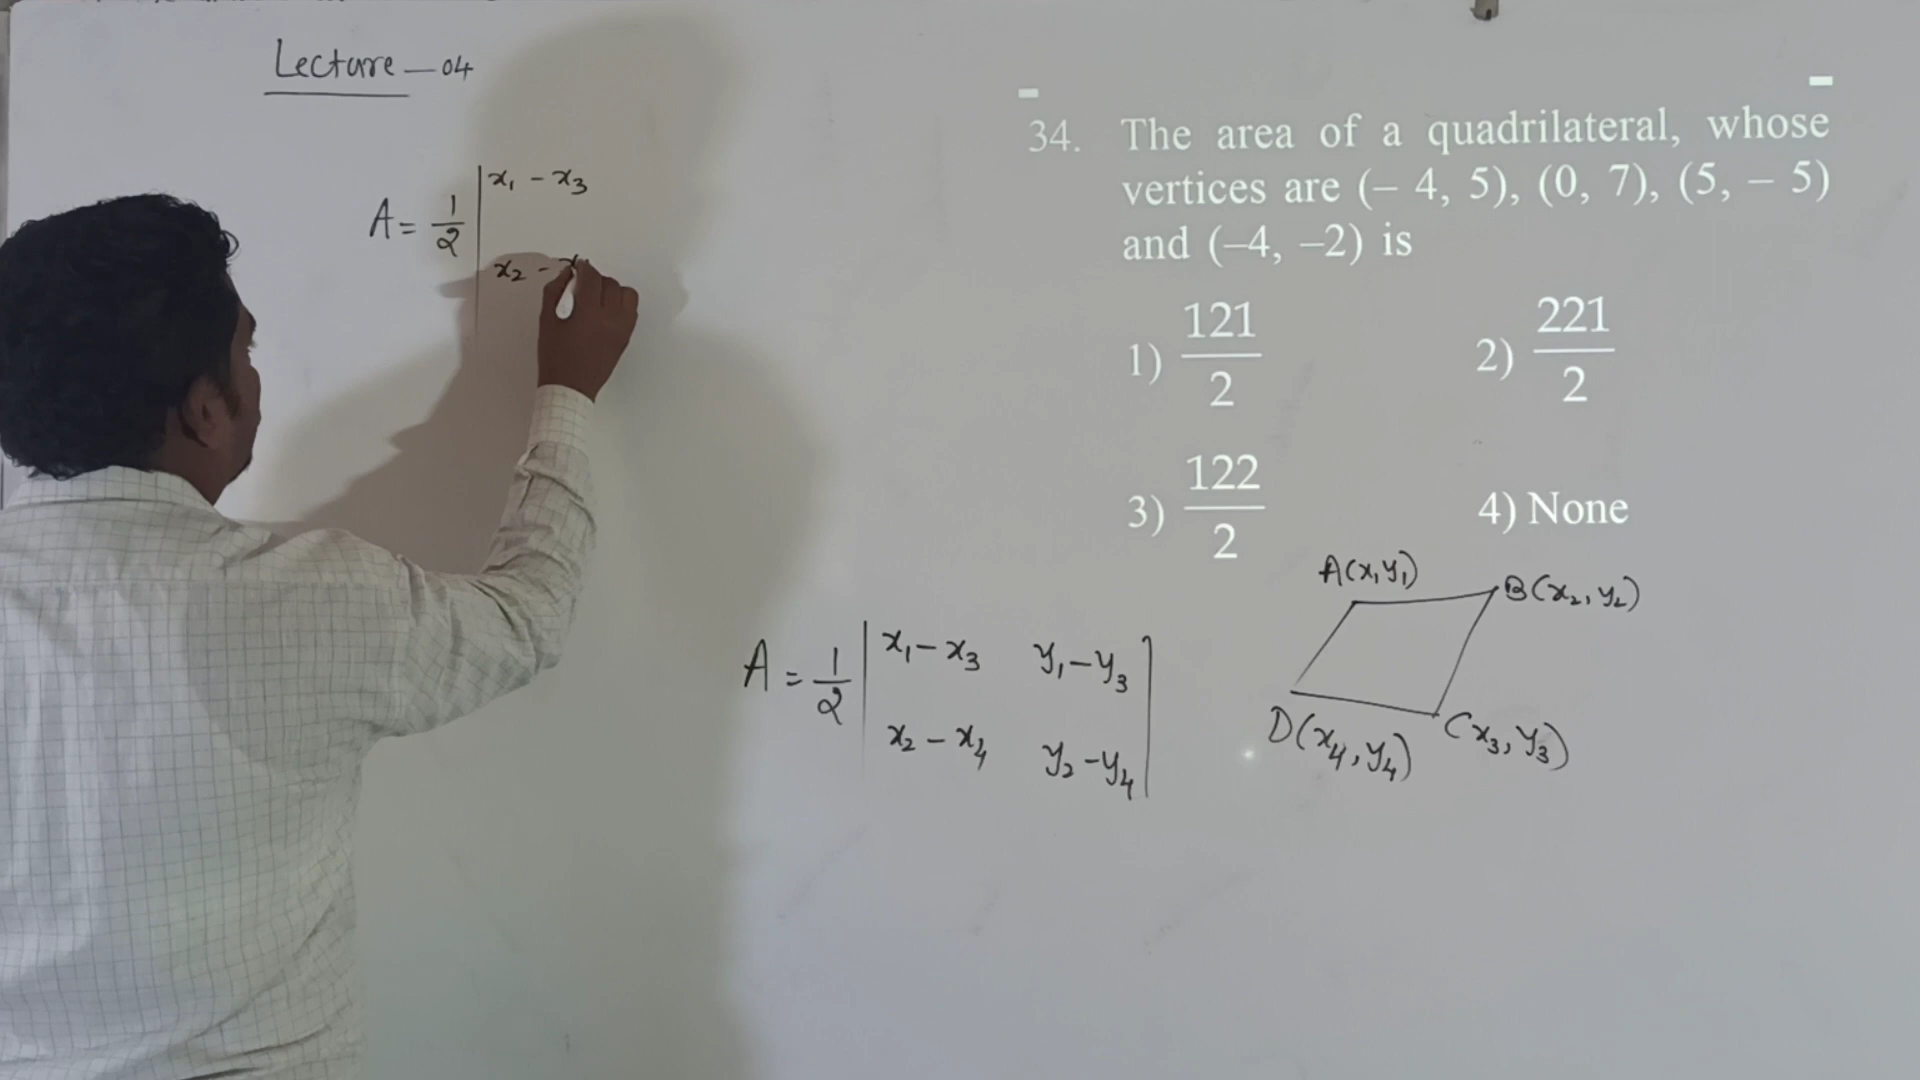 Lecture – 04
A = 1/2 | x₁ – x₃
x₂ –
34. The area of a quadrilateral, whose
vertices are (– 4, 5), (0, 7), (5, – 5)
and (–4, –2) is
1) 121/2 2) 221/2
3) 122/2 4) None
A(x₁y₁) B(x₂, y₂)
D(x₄, y₄) C(x₃, y₃)
A = 1/2 | x₁ – x₃ y₁ – y₃ |
x₂ – x₄ y₂ – y₄